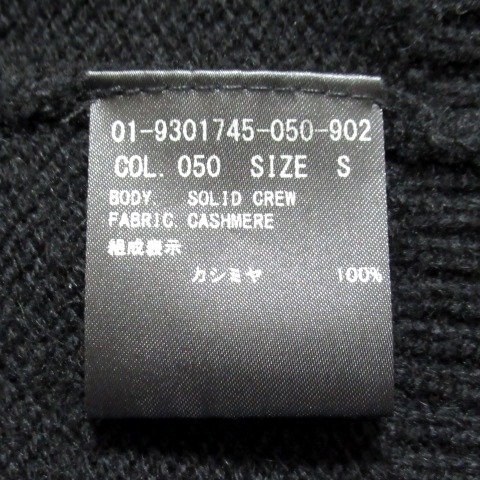 01-9301745-050-902
COL. 050 SIZE S
BODY. SOLID CREW
FABRIC. CASHMERE
組成表示
カシミヤ 100%